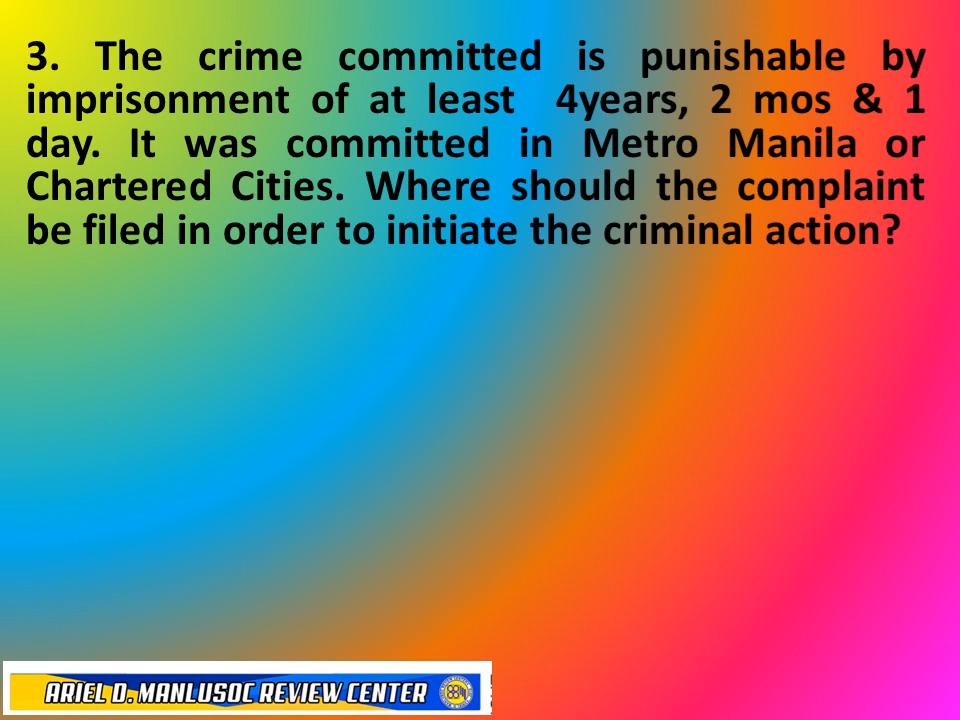 3. The crime committed is punishable by
imprisonment of at least 4years, 2 mos & 1
day. It was committed in Metro Manila or
Chartered Cities. Where should the complaint
be filed in order to initiate the criminal action?
ARIEL D. MANLUSOC REVIEW CENTER